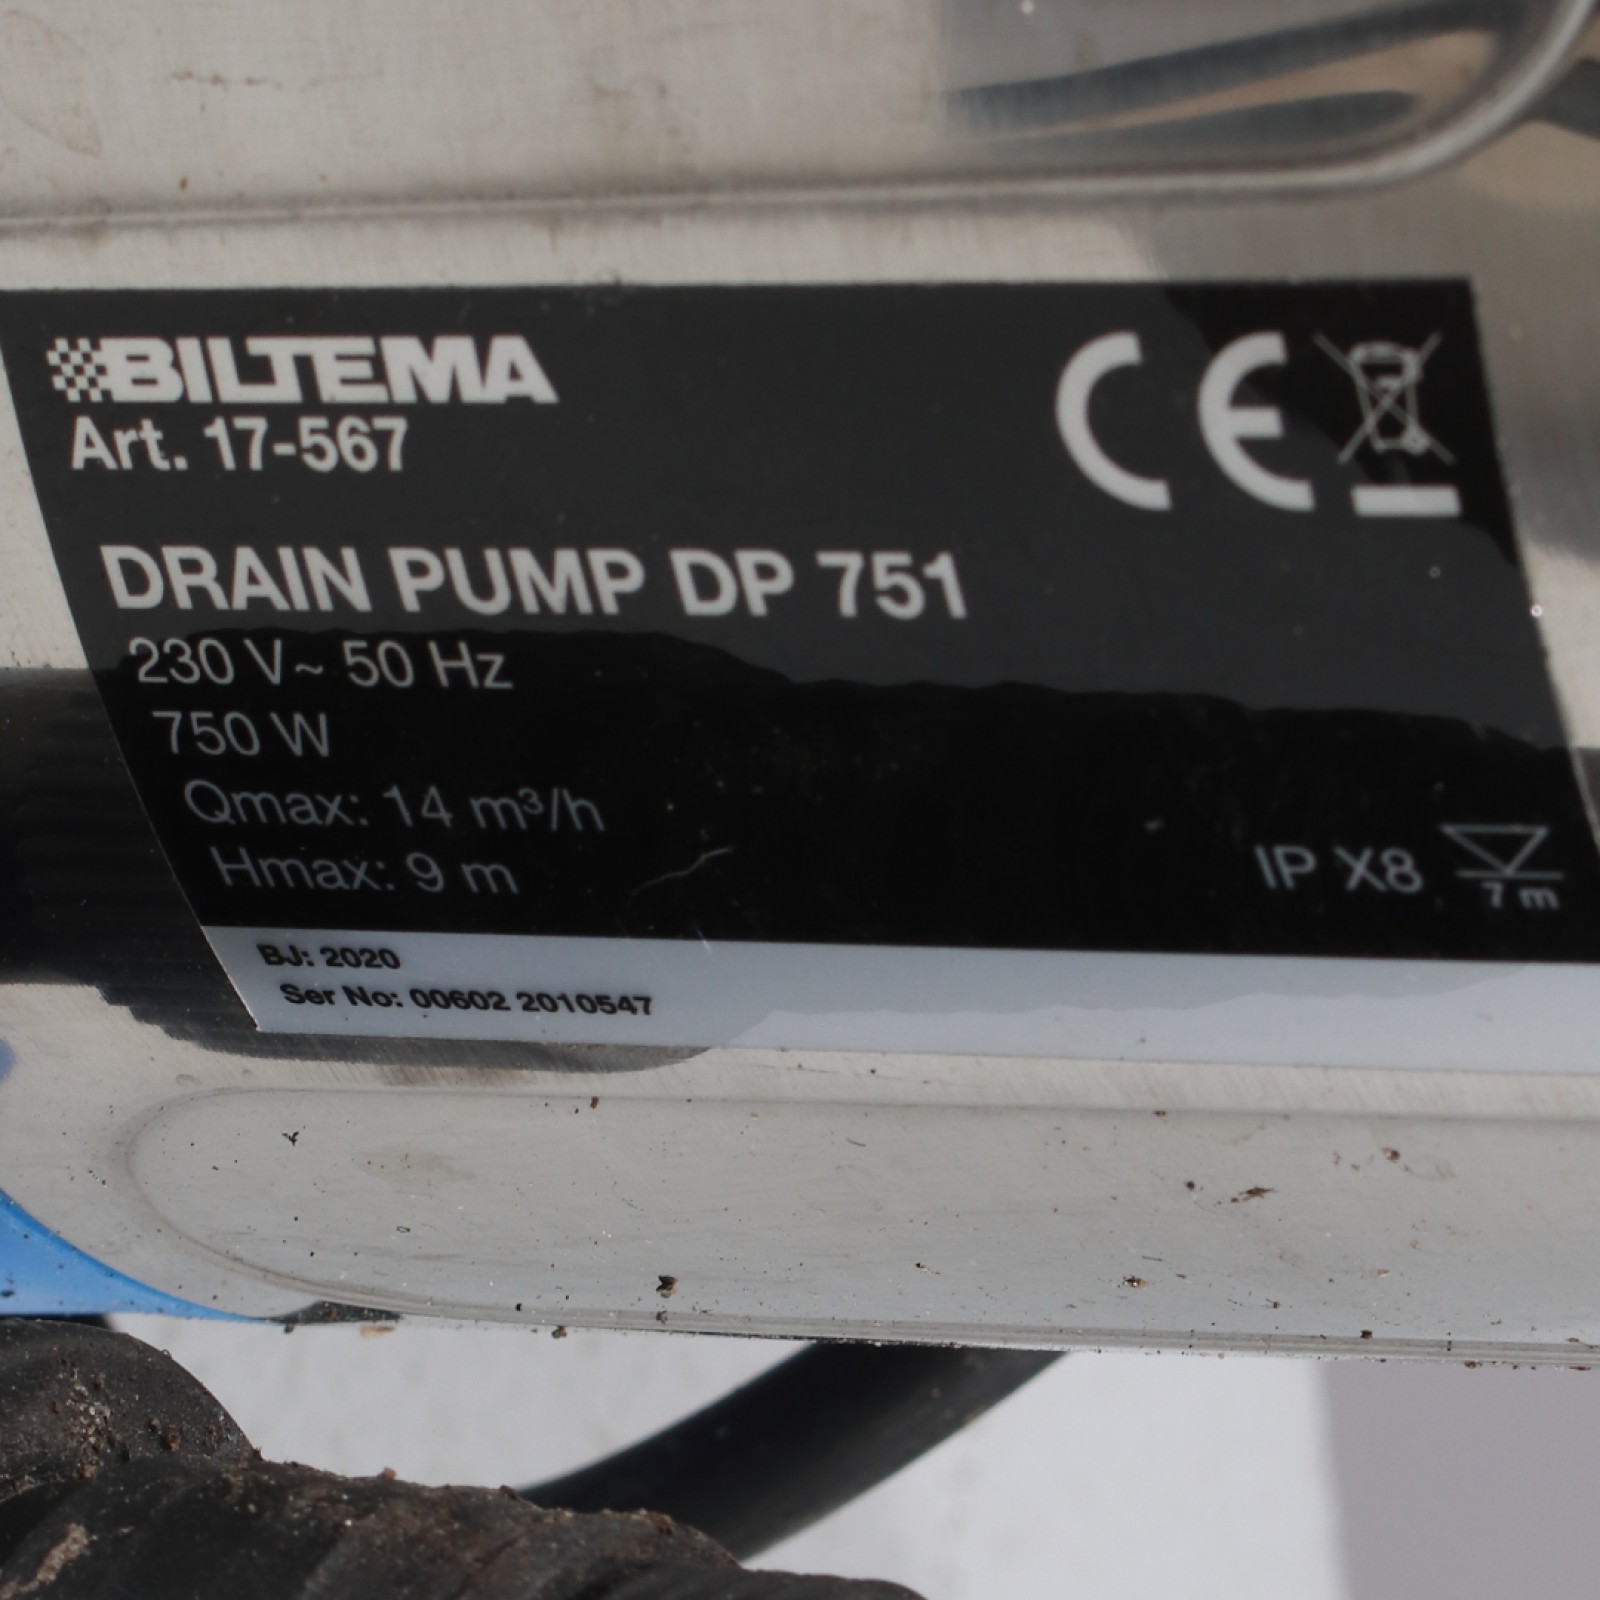 BILTEMA
Art. 17-567
CE
DRAIN PUMP DP 751
230 V~ 50 Hz
750 W
Qmax: 14 m³/h
Hmax: 9 m
IP X8
7 m
BJ: 2020
Ser No: 00602 2010547